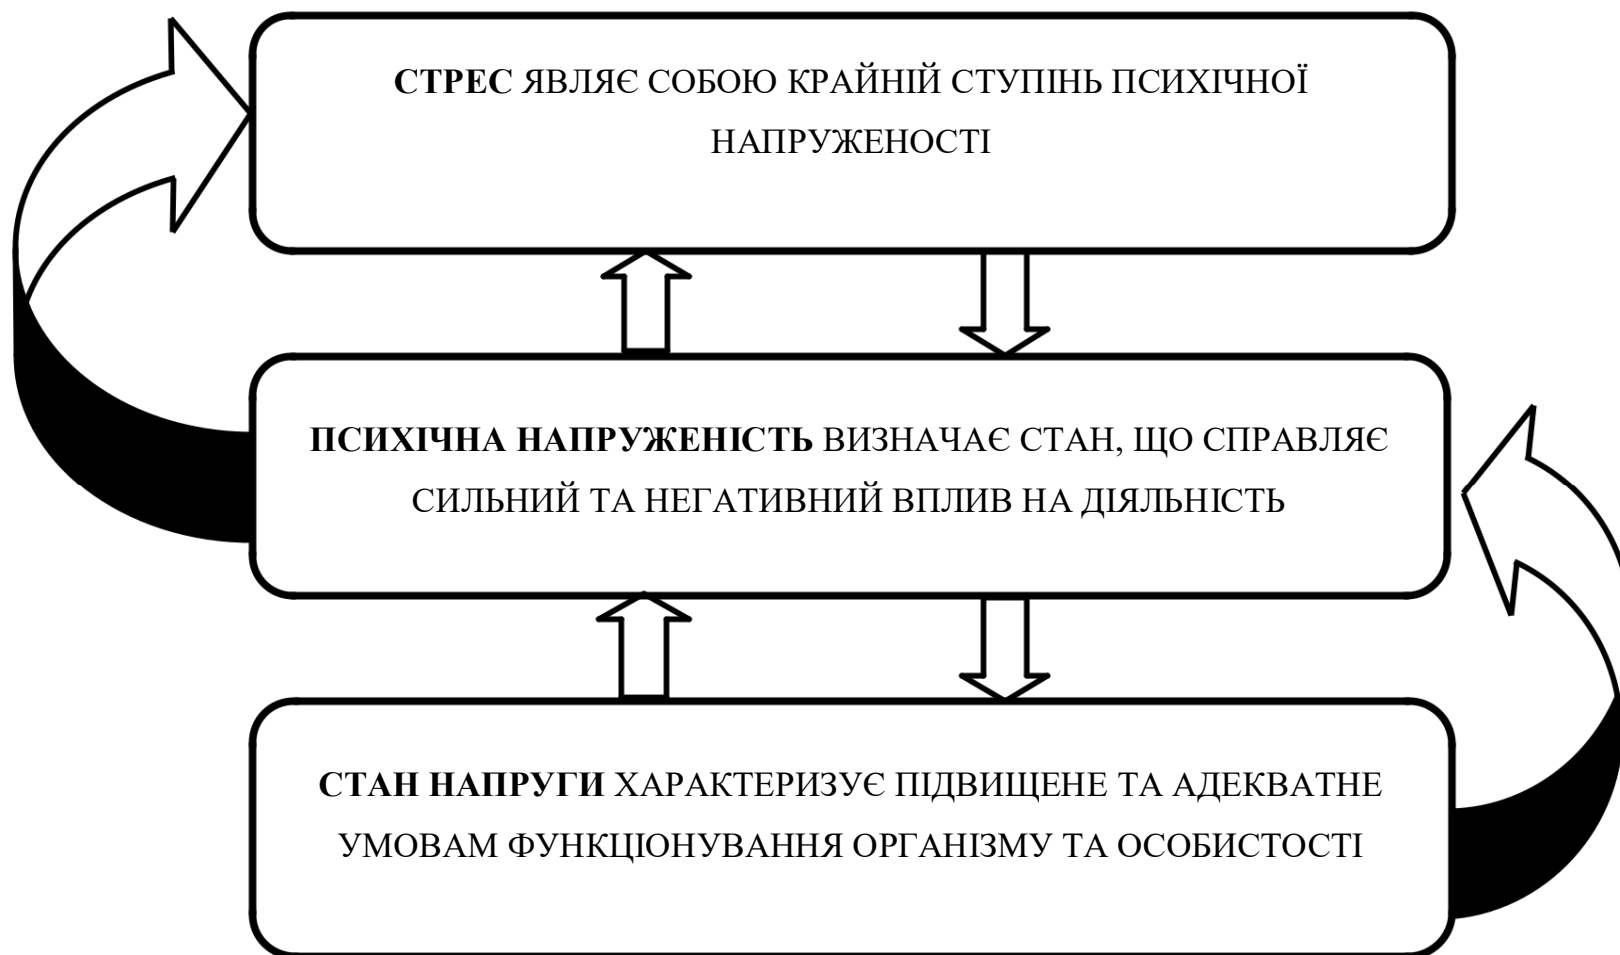 СТРЕС ЯВЛЯЄ СОБОЮ КРАЙНІЙ СТУПІНЬ ПСИХІЧНОЇ
НАПРУЖЕНОСТІ
ПСИХІЧНА НАПРУЖЕНІСТЬ ВИЗНАЧАЄ СТАН, ЩО СПРАВЛЯЄ
СИЛЬНИЙ ТА НЕГАТИВНИЙ ВПЛИВ НА ДІЯЛЬНІСТЬ
СТАН НАПРУГИ ХАРАКТЕРИЗУЄ ПІДВИЩЕНЕ ТА АДЕКВАТНЕ
УМОВАМ ФУНКЦІОНУВАННЯ ОРГАНІЗМУ ТА ОСОБИСТОСТІ